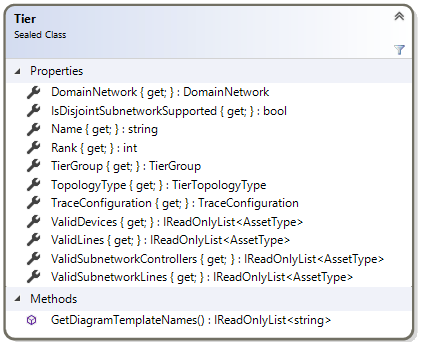 Tier
Sealed Class
Properties
DomainNetwork { get; } : DomainNetwork
IsDisjointSubnetworkSupported { get; } : bool
Name { get; } : string
Rank { get; } : int
TierGroup { get; } : TierGroup
TopologyType { get; } : TierTopologyType
TraceConfiguration { get; } : TraceConfiguration
ValidDevices { get; } : IReadOnlyList<AssetType>
ValidLines { get; } : IReadOnlyList<AssetType>
ValidSubnetworkControllers { get; } : IReadOnlyList<AssetType>
ValidSubnetworkLines { get; } : IReadOnlyList<AssetType>
Methods
GetDiagramTemplateNames() : IReadOnlyList<string>